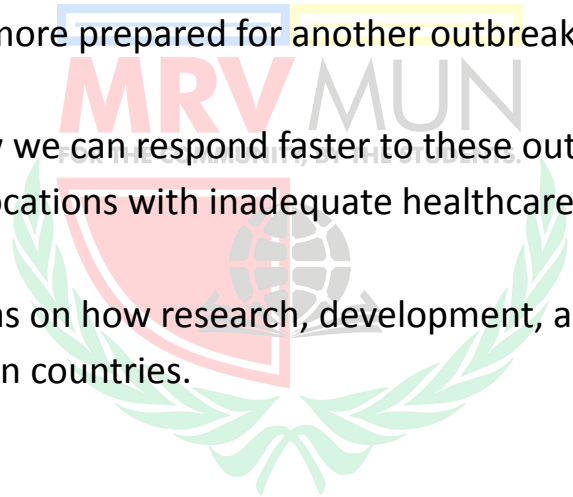 more prepared for another outbreak
MRV MUN
we can respond faster to these out
FOR THE COMMUNITY, BY THE STUDENTS.
ocations with inadequate healthcare
on how research, development, a
n countries.